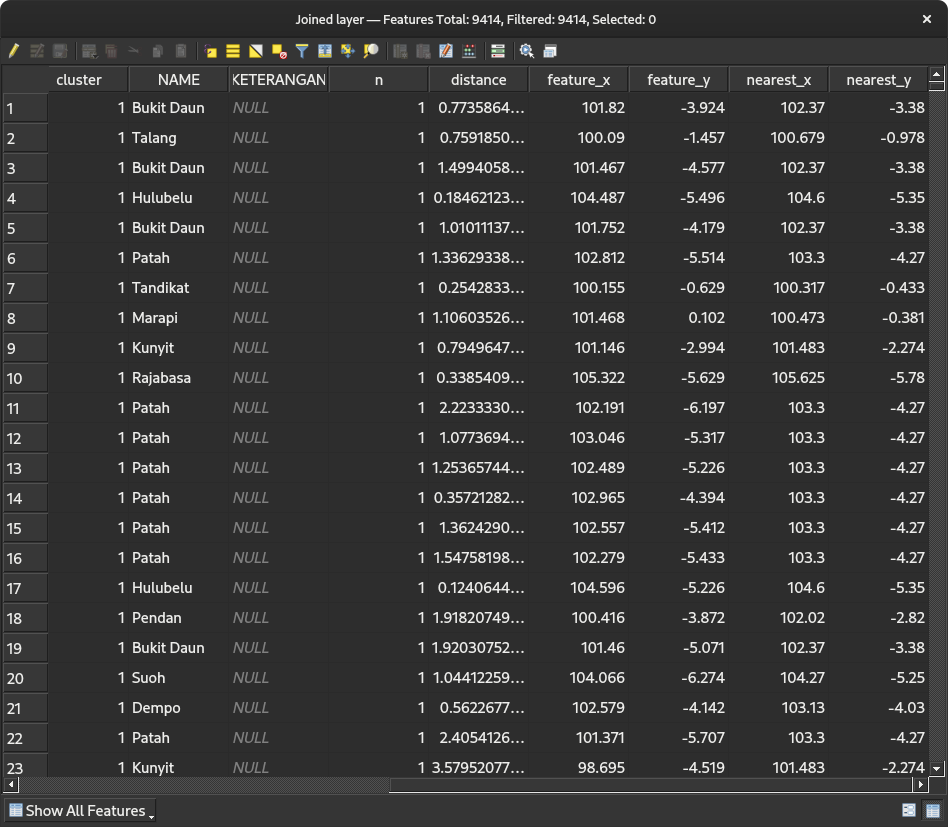 Joined layer — Features Total: 9414, Filtered: 9414, Selected: 0
cluster NAME KETERANGAN n distance feature_x feature_y nearest_x nearest_y
1 1 Bukit Daun NULL 1 0.7735864... 101.82 -3.924 102.37 -3.38
2 1 Talang NULL 1 0.7591850... 100.09 -1.457 100.679 -0.978
3 1 Bukit Daun NULL 1 1.4994058... 101.467 -4.577 102.37 -3.38
4 1 Hulubelu NULL 1 0.18462123... 104.487 -5.496 104.6 -5.35
5 1 Bukit Daun NULL 1 1.01011137... 101.752 -4.179 102.37 -3.38
6 1 Patah NULL 1 1.33629338... 102.812 -5.514 103.3 -4.27
7 1 Tandikat NULL 1 0.2542833... 100.155 -0.629 100.317 -0.433
8 1 Marapi NULL 1 1.10603526... 101.468 0.102 100.473 -0.381
9 1 Kunyit NULL 1 0.7949647... 101.146 -2.994 101.483 -2.274
10 1 Rajabasa NULL 1 0.3385409... 105.322 -5.629 105.625 -5.78
11 1 Patah NULL 1 2.2233330... 102.191 -6.197 103.3 -4.27
12 1 Patah NULL 1 1.0773694... 103.046 -5.317 103.3 -4.27
13 1 Patah NULL 1 1.25365744... 102.489 -5.226 103.3 -4.27
14 1 Patah NULL 1 0.35721282... 102.965 -4.394 103.3 -4.27
15 1 Patah NULL 1 1.3624290... 102.557 -5.412 103.3 -4.27
16 1 Patah NULL 1 1.54758198... 102.279 -5.433 103.3 -4.27
17 1 Hulubelu NULL 1 0.1240644... 104.596 -5.226 104.6 -5.35
18 1 Pendan NULL 1 1.91820749... 100.416 -3.872 102.02 -2.82
19 1 Bukit Daun NULL 1 1.92030752... 101.46 -5.071 102.37 -3.38
20 1 Suoh NULL 1 1.04412259... 104.066 -6.274 104.27 -5.25
21 1 Dempo NULL 1 0.5622677... 102.579 -4.142 103.13 -4.03
22 1 Patah NULL 1 2.4054126... 101.371 -5.707 103.3 -4.27
23 1 Kunyit NULL 1 3.57952077... 98.695 -4.519 101.483 -2.274
Show All Features